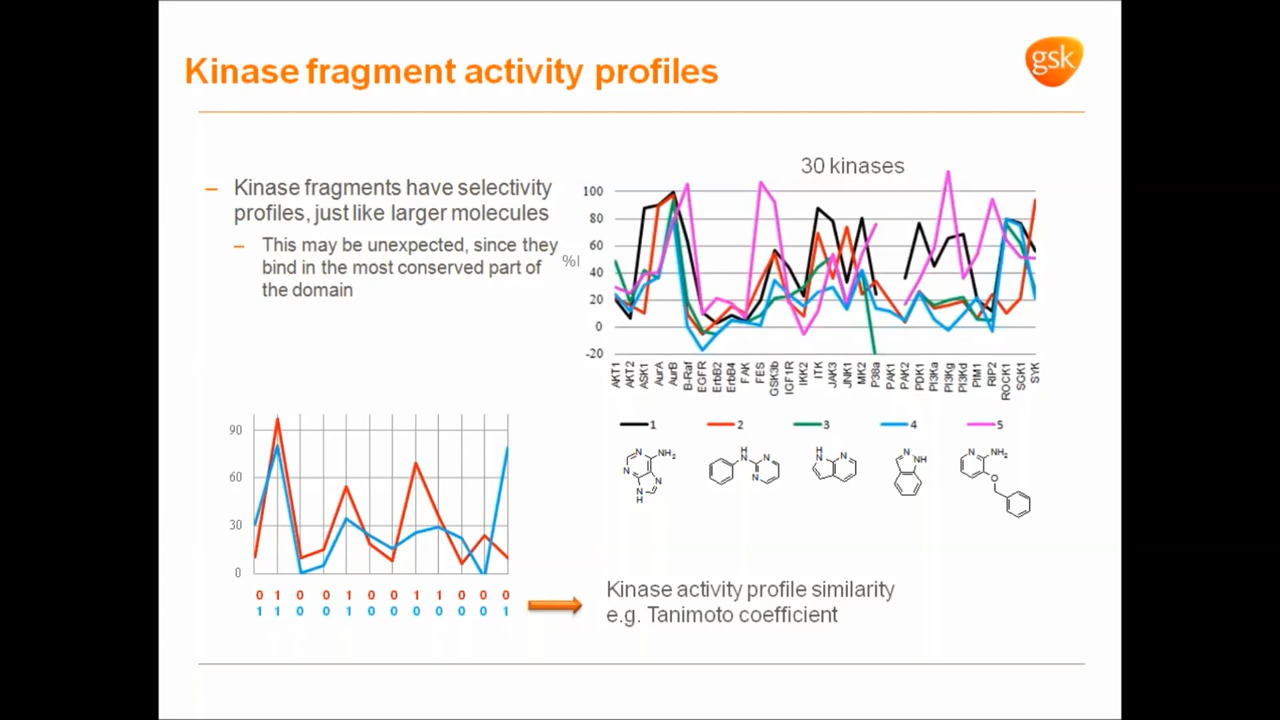 Kinase fragment activity profiles
gsk
– Kinase fragments have selectivity
profiles, just like larger molecules
– This may be unexpected, since they
bind in the most conserved part of
the domain
30 kinases
%I
100
80
60
40
20
0
-20
AKT1 AKT2 ASK1 AurA AurB B-Raf EGFR ErbB2 ErbB4 FAK FES GSK3b IGF1R IKK2 ITK JAK3 JNK1 MK2 P38a PAK1 PAK2 PDK1 PI3Ka PI3Kg PI3Kd PIM1 RIP2 ROCK1 SGK1 SYK
1 2 3 4 5
NH2 N N N N H
H N N N
H N N
N NH
N NH2 O
90
60
30
0
0 1 0 0 1 0 0 1 1 0 0 0
1 1 0 0 1 0 0 0 0 0 0 1
Kinase activity profile similarity
e.g. Tanimoto coefficient